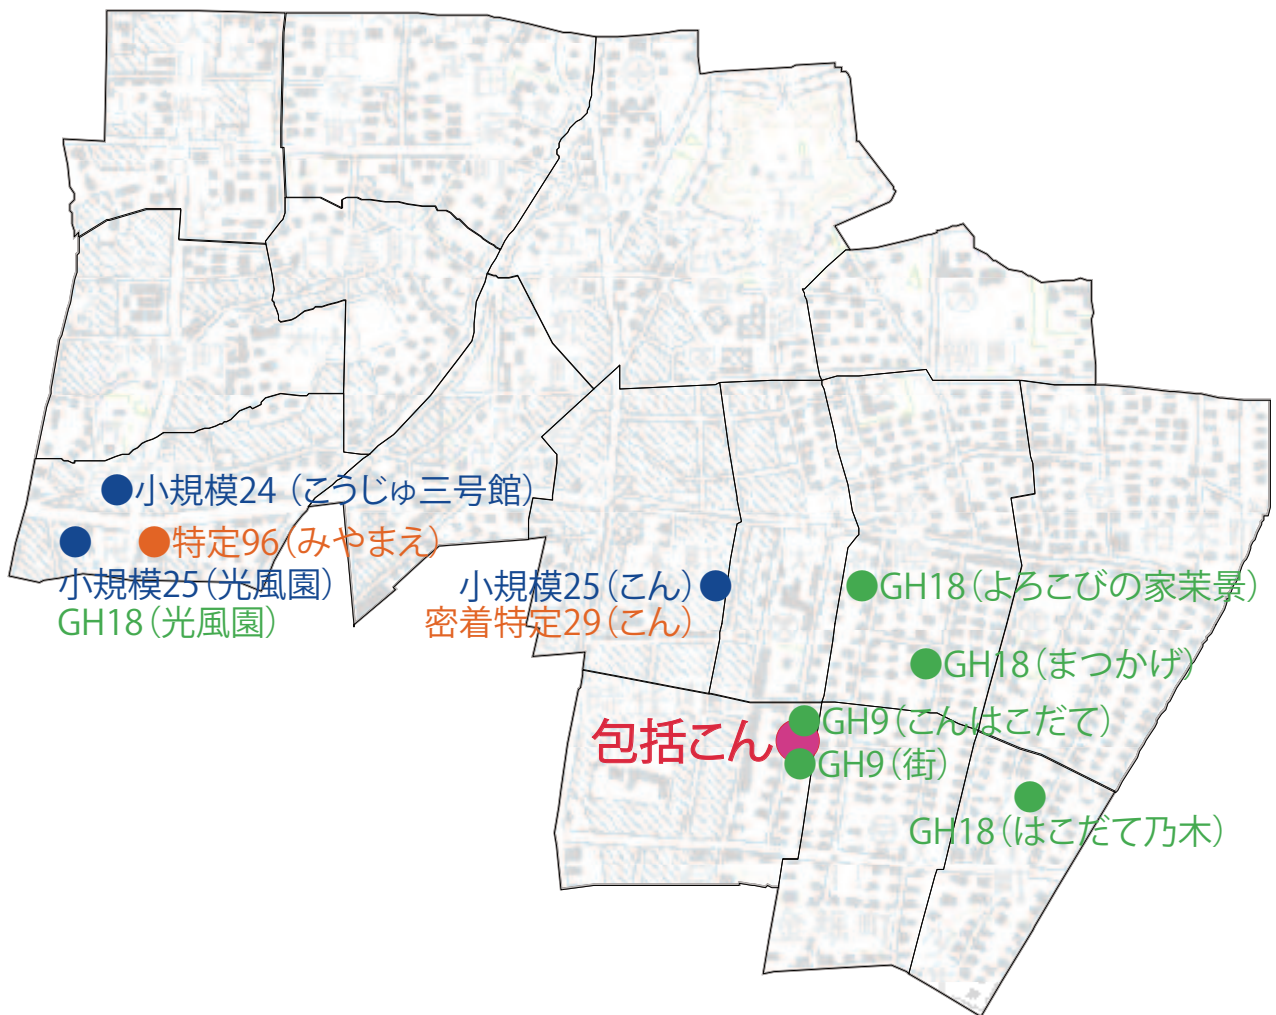 小規模24（こうじゅ三号館）
特定96（みやまえ）
小規模25（光風園）
GH18（光風園）
小規模25（こん）
密着特定29（こん）
GH18（よろこびの家茉景）
GH18（まつかげ）
GH9（こんはこだて）
包括こん
GH9（街）
GH18（はこだて乃木）